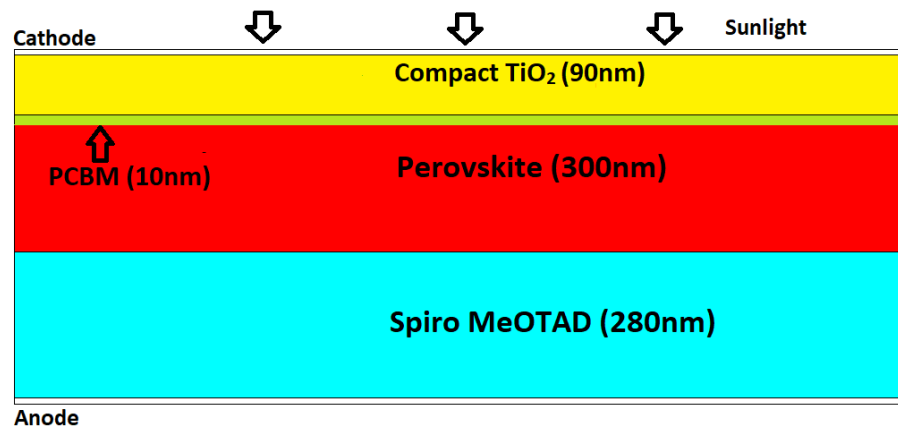 Sunlight
Cathode
Compact TiO₂ (90nm)
Perovskite (300nm)
PCBM (10nm)
Spiro MeOTAD (280nm)
Anode